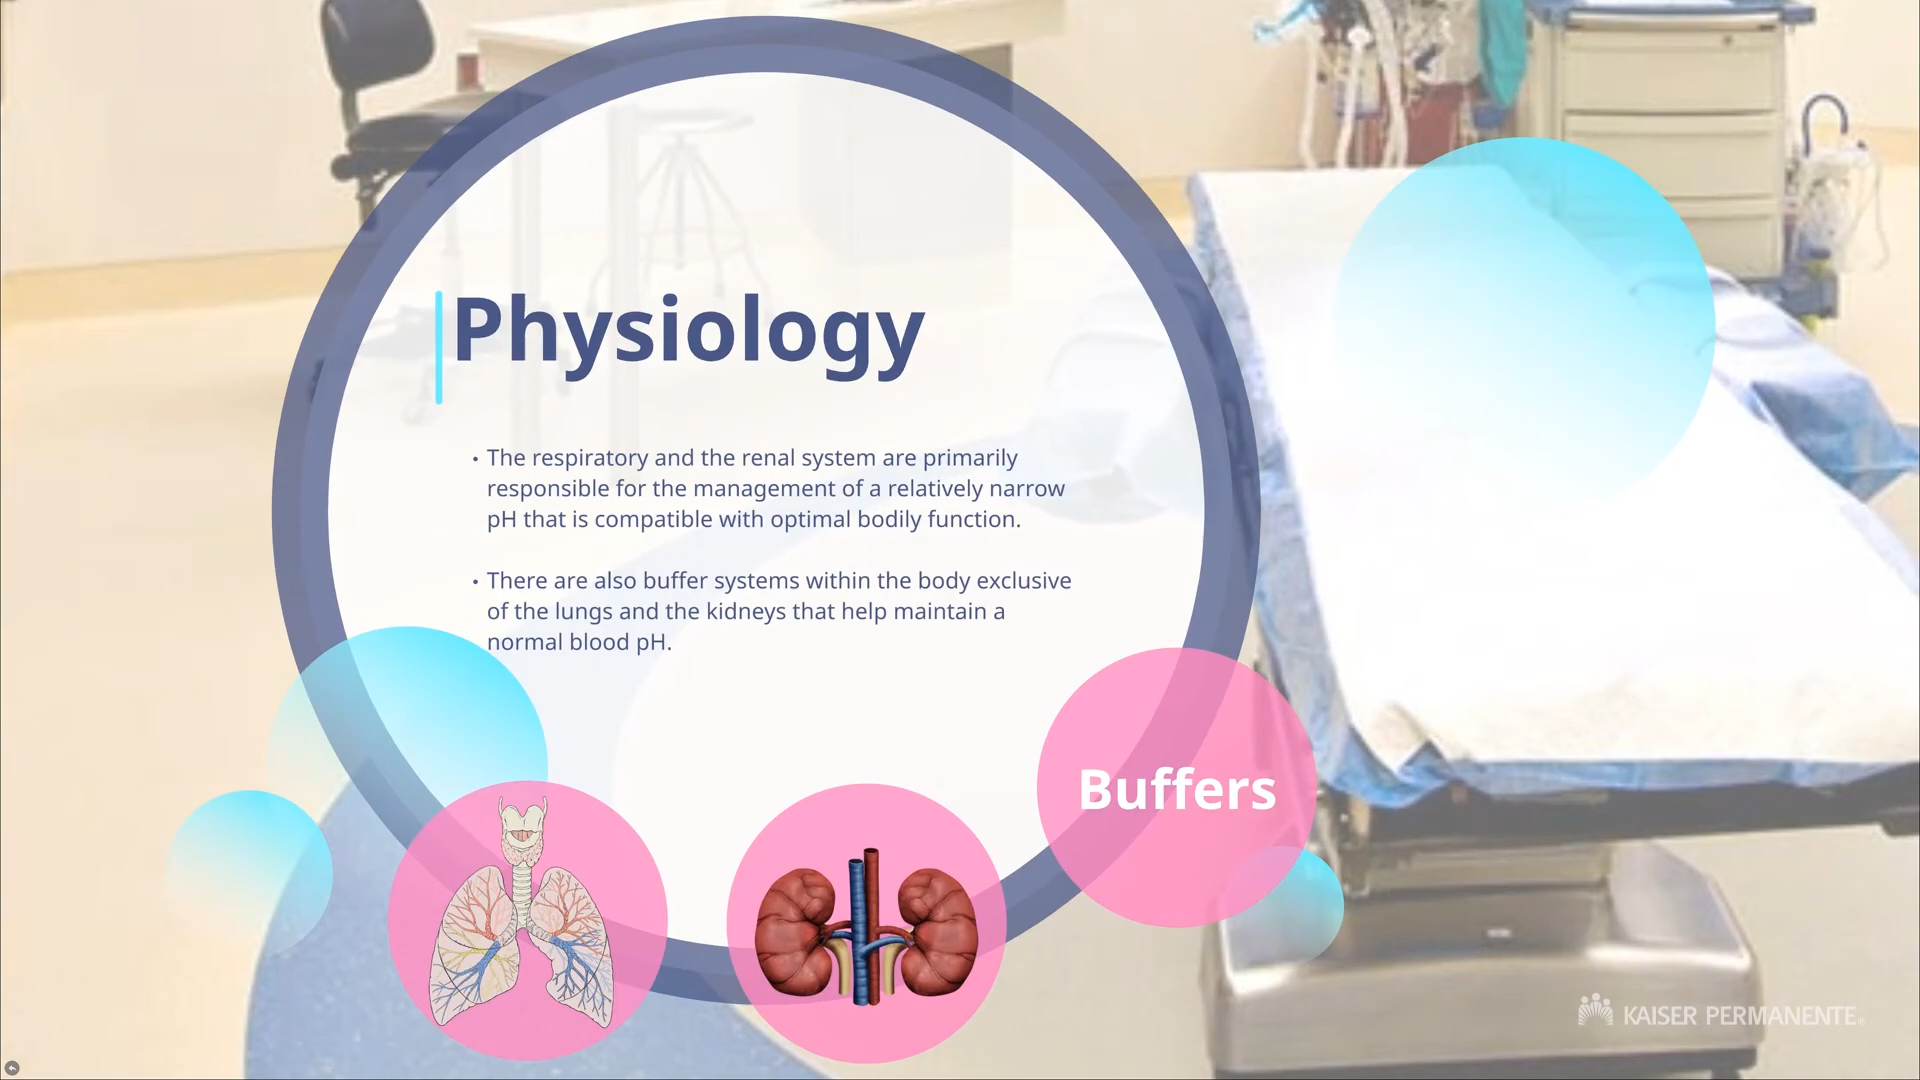 Physiology
• The respiratory and the renal system are primarily
responsible for the management of a relatively narrow
pH that is compatible with optimal bodily function.
• There are also buffer systems within the body exclusive
of the lungs and the kidneys that help maintain a
normal blood pH.
Buffers
KAISER PERMANENTE®